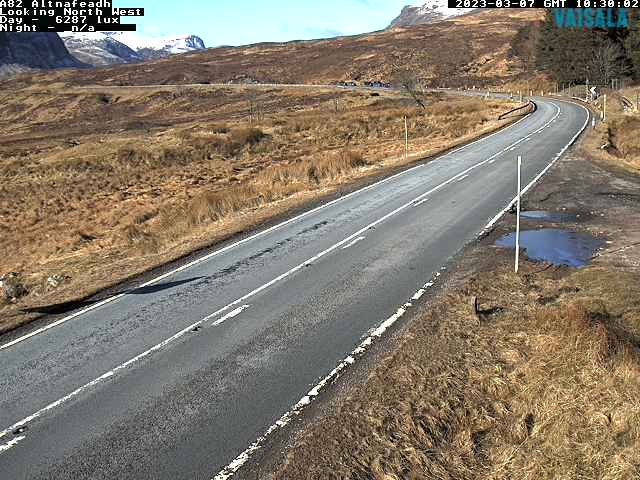 A82 Altnafeadh
Looking North West
Day - 6287 lux
Night - n/a
2023-03-07 GMT 10:30:02
VAISALA